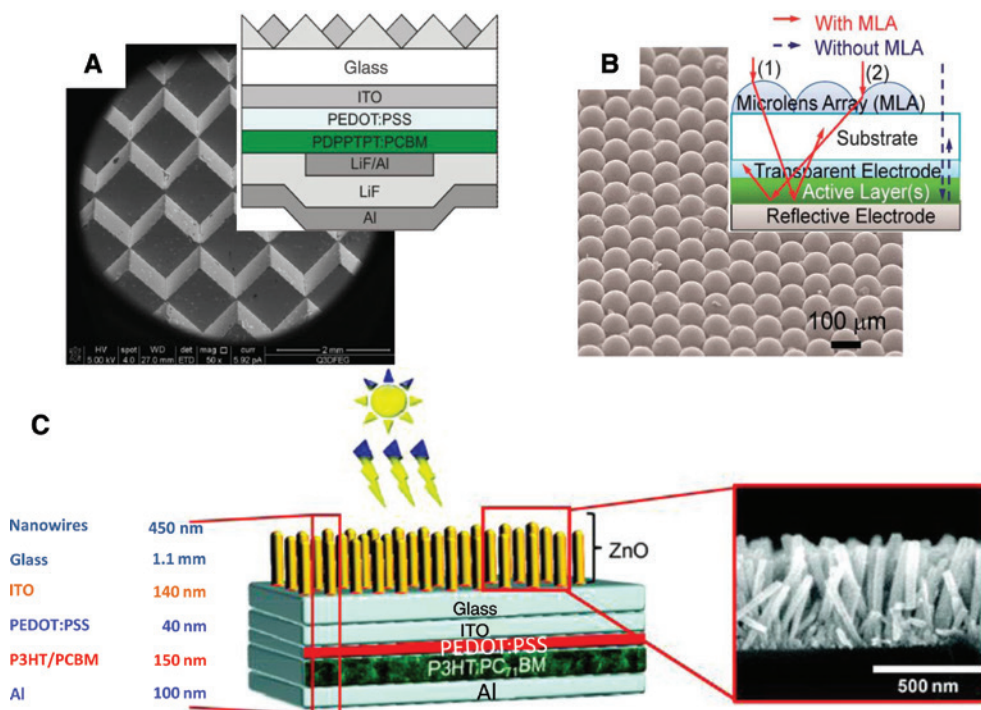 A
Glass
ITO
PEDOT:PSS
PDPPTPT:PCBM
LiF/Al
LiF
Al
HV spot WD det mag □ curr
5.00 kV 4.0 27.0 mm ETD 50 x 5.92 pA
2 mm
Q3DFEG
B
With MLA
Without MLA
(1)
(2)
Microlens Array (MLA)
Substrate
Transparent Electrode
Active Layer(s)
Reflective Electrode
100 μm
C
Nanowires 450 nm
Glass 1.1 mm
ITO 140 nm
PEDOT:PSS 40 nm
P3HT/PCBM 150 nm
Al 100 nm
ZnO
Glass
ITO
PEDOT:PSS
P3HT:PC₇₁BM
Al
500 nm